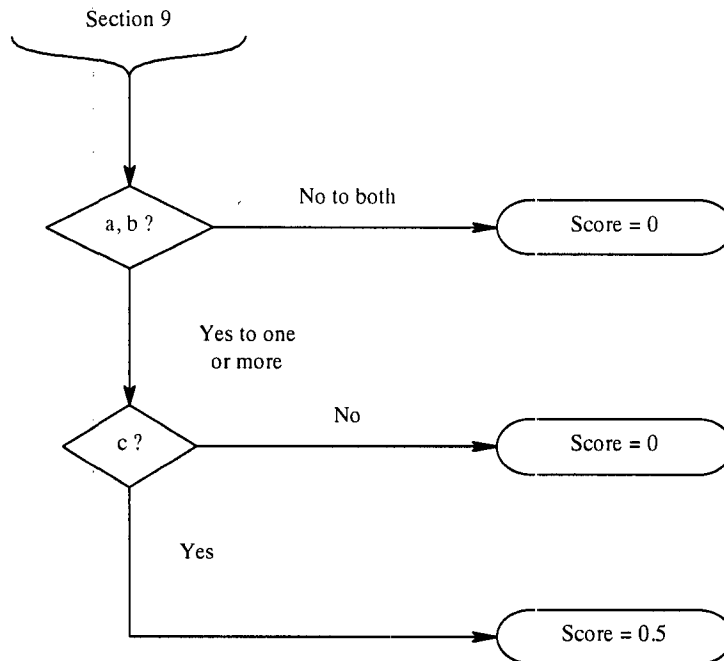 Section 9
a, b ?
No to both
Score = 0
Yes to one
or more
c ?
No
Score = 0
Yes
Score = 0.5